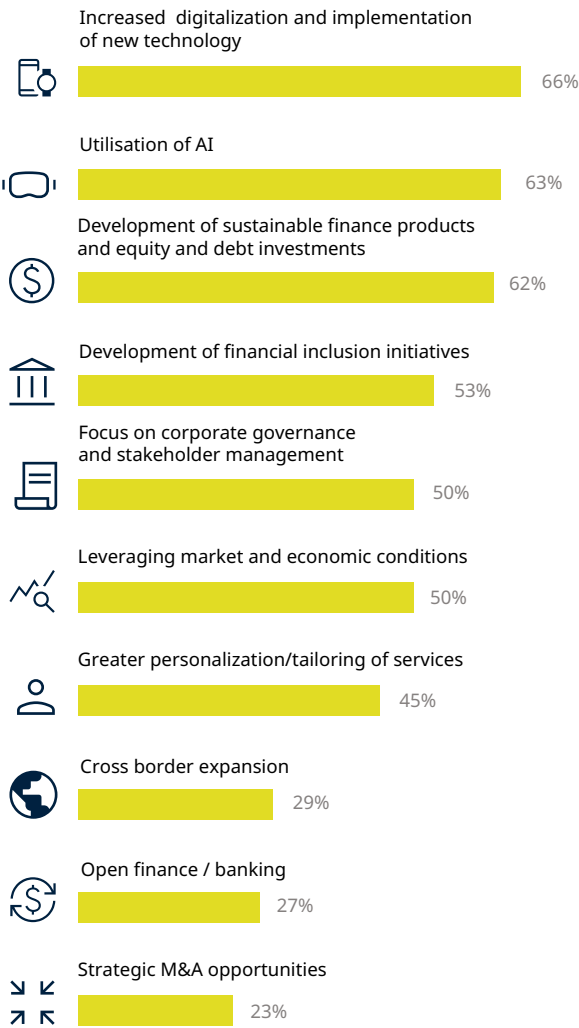 Increased  digitalization and implementation
of new technology
66%
Utilisation of AI
63%
Development of sustainable finance products
and equity and debt investments
62%
Development of financial inclusion initiatives
53%
Focus on corporate governance
and stakeholder management
50%
Leveraging market and economic conditions
50%
Greater personalization/tailoring of services
45%
Cross border expansion
29%
Open finance / banking
27%
Strategic M&A opportunities
23%